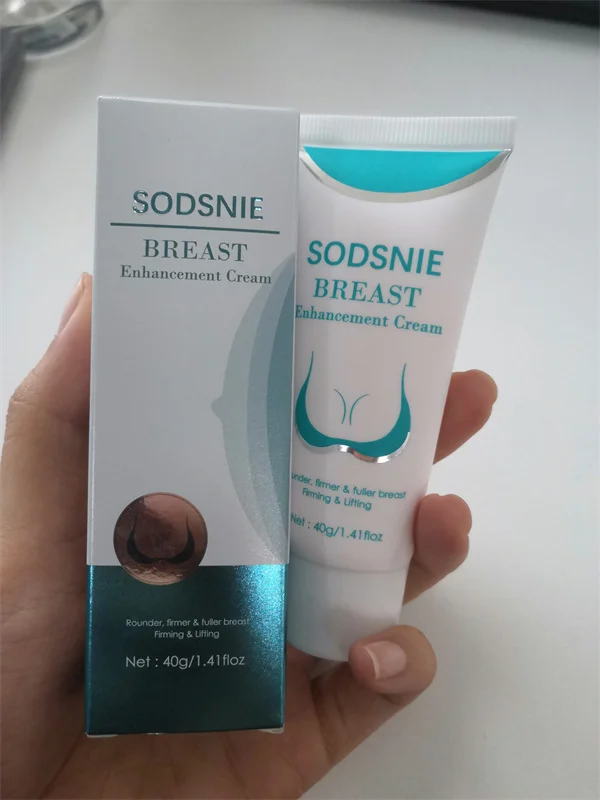 SODSNIE
BREAST
Enhancement Cream
Rounder, firmer & fuller breast
Firming & Lifting
Net : 40g/1.41floz
SODSNIE
BREAST
Enhancement Cream
under, firmer & fuller breast
Firming & Lifting
Net : 40g/1.41floz